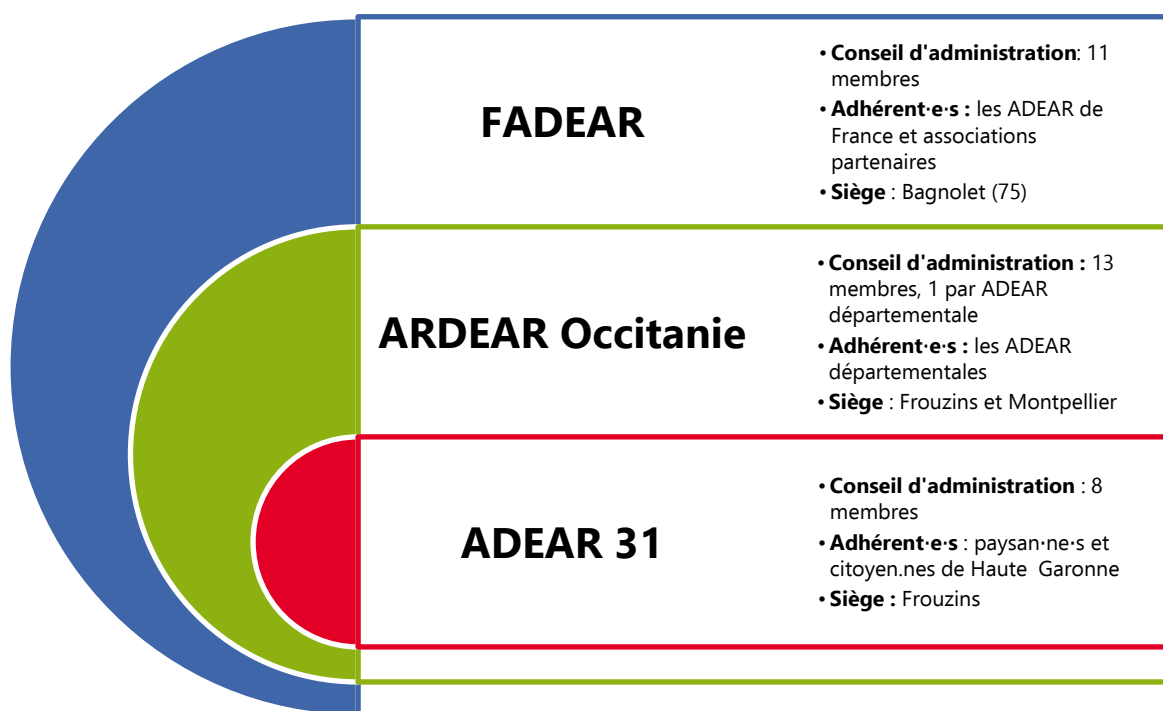 FADEAR
• Conseil d'administration: 11
membres
• Adhérent·e·s : les ADEAR de
France et associations
partenaires
• Siège : Bagnolet (75)
ARDEAR Occitanie
• Conseil d'administration : 13
membres, 1 par ADEAR
départementale
• Adhérent·e·s : les ADEAR
départementales
• Siège : Frouzins et Montpellier
ADEAR 31
• Conseil d'administration : 8
membres
• Adhérent·e·s : paysan·ne·s et
citoyen.nes de Haute Garonne
• Siège : Frouzins